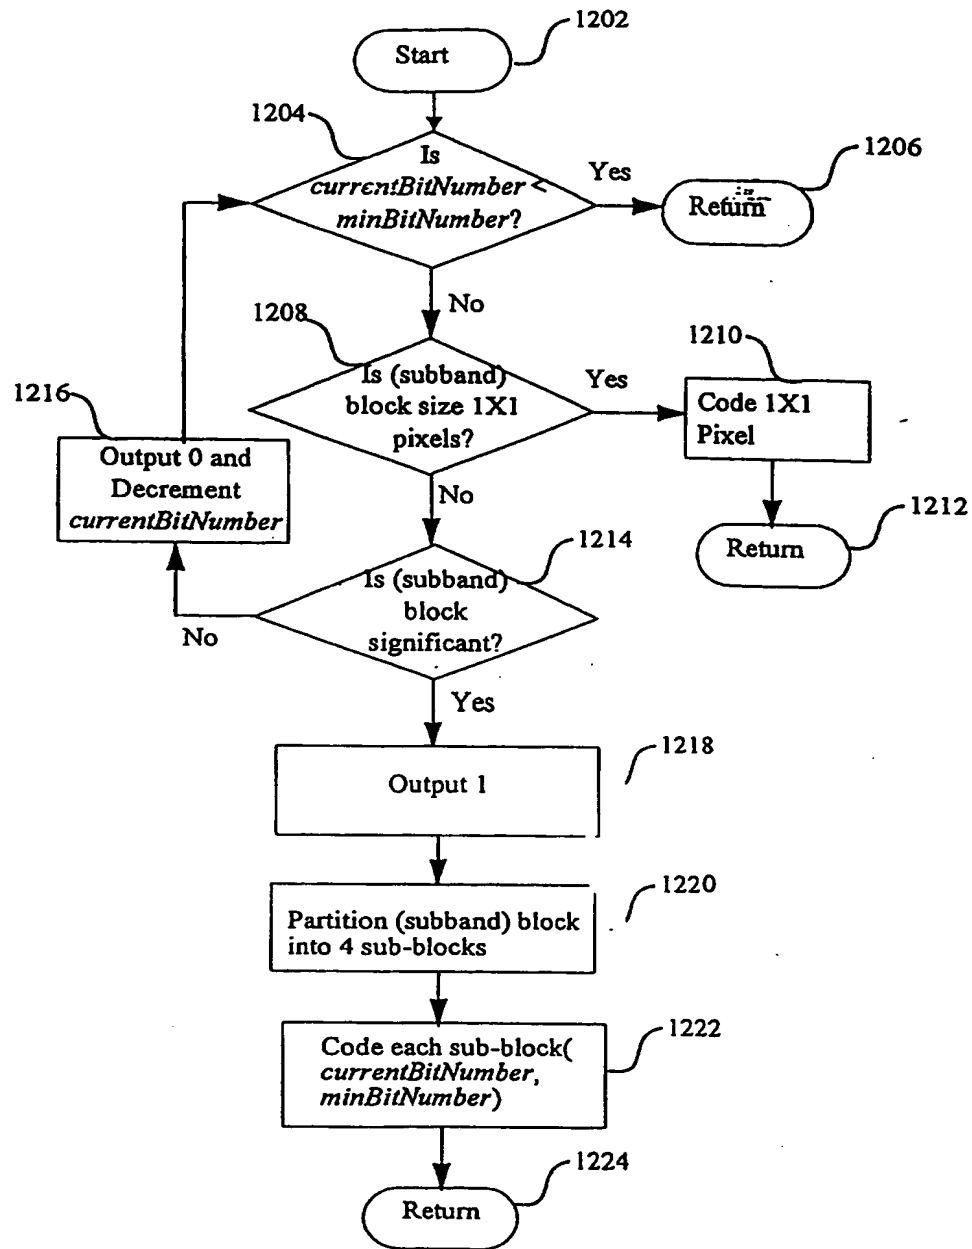 1202
Start
1204
Is
currentBitNumber <
minBitNumber?
Yes
1206
Return
No
1208
Is (subband)
block size 1X1
pixels?
Yes
1210
Code 1X1
Pixel
1216
Output 0 and
Decrement
currentBitNumber
No
1212
Return
1214
Is (subband)
block
significant?
No
Yes
1218
Output 1
1220
Partition (subband) block
into 4 sub-blocks
1222
Code each sub-block(
currentBitNumber,
minBitNumber)
1224
Return